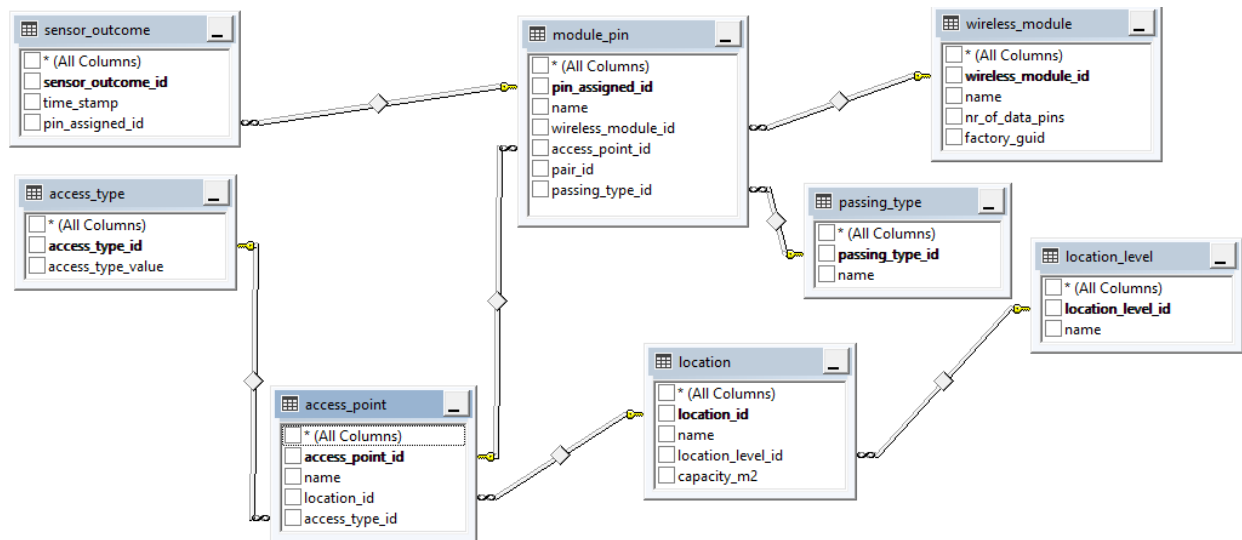 sensor_outcome
* (All Columns)
sensor_outcome_id
time_stamp
pin_assigned_id
module_pin
* (All Columns)
pin_assigned_id
name
wireless_module_id
access_point_id
pair_id
passing_type_id
wireless_module
* (All Columns)
wireless_module_id
name
nr_of_data_pins
factory_guid
access_type
* (All Columns)
access_type_id
access_type_value
passing_type
* (All Columns)
passing_type_id
name
location_level
* (All Columns)
location_level_id
name
access_point
* (All Columns)
access_point_id
name
location_id
access_type_id
location
* (All Columns)
location_id
name
location_level_id
capacity_m2